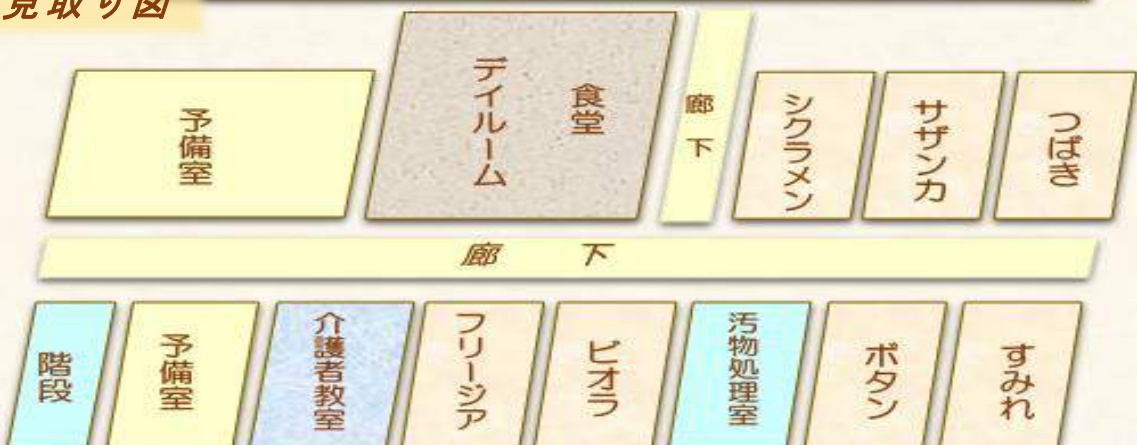 見取り図
予備室
デイルーム
食堂
廊下
シクラメン
サザンカ
つばき
廊下
階段
予備室
介護者教室
フリージア
ビオラ
汚物処理室
ボタン
すみれ